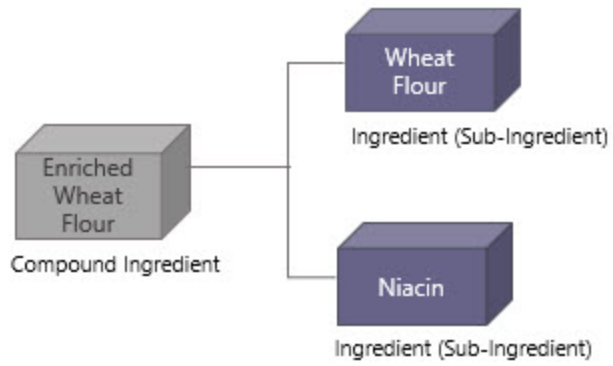 Wheat
Flour
Ingredient (Sub-Ingredient)
Enriched
Wheat
Flour
Compound Ingredient
Niacin
Ingredient (Sub-Ingredient)